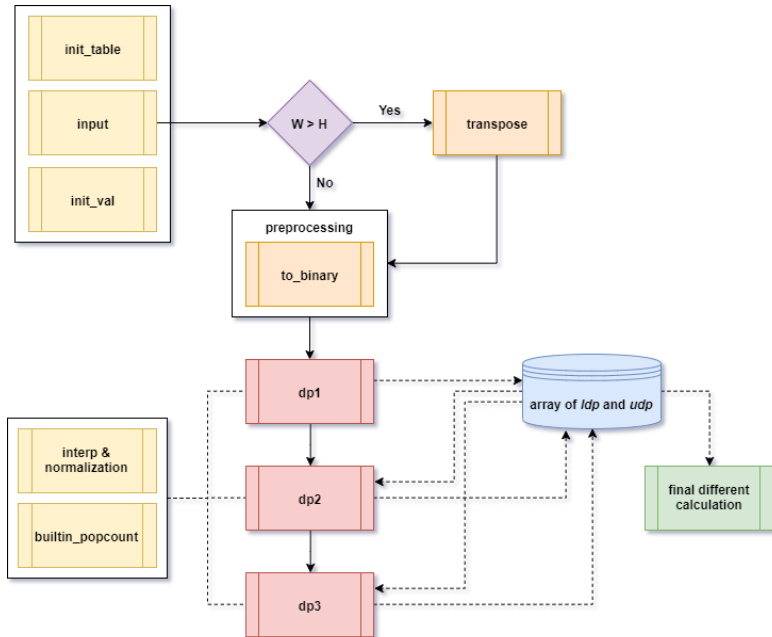 init_table
input
init_val
W > H
Yes
No
transpose
preprocessing
to_binary
dp1
array of ldp and udp
interp &
normalization
builtin_popcount
dp2
final different
calculation
dp3